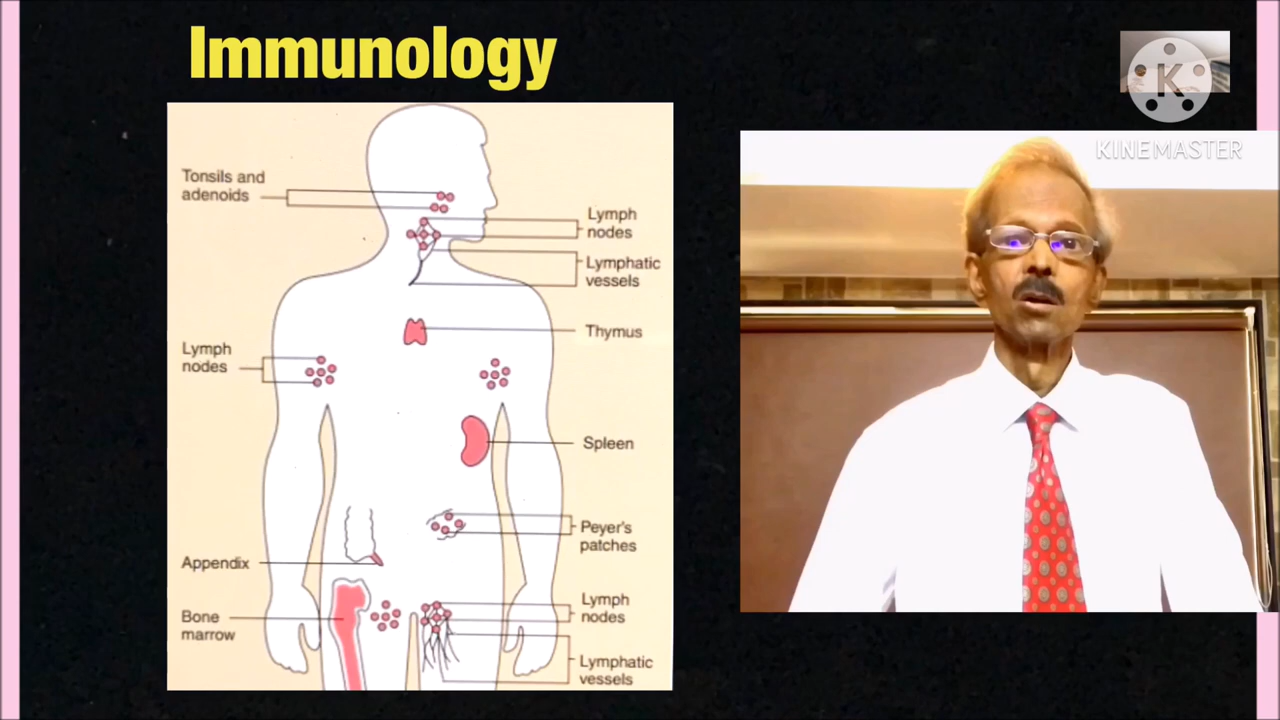 Immunology
K
KINEMASTER
Tonsils and
adenoids
Lymph
nodes
Lymphatic
vessels
Thymus
Lymph
nodes
Spleen
Peyer's
patches
Appendix
Lymph
nodes
Bone
marrow
Lymphatic
vessels